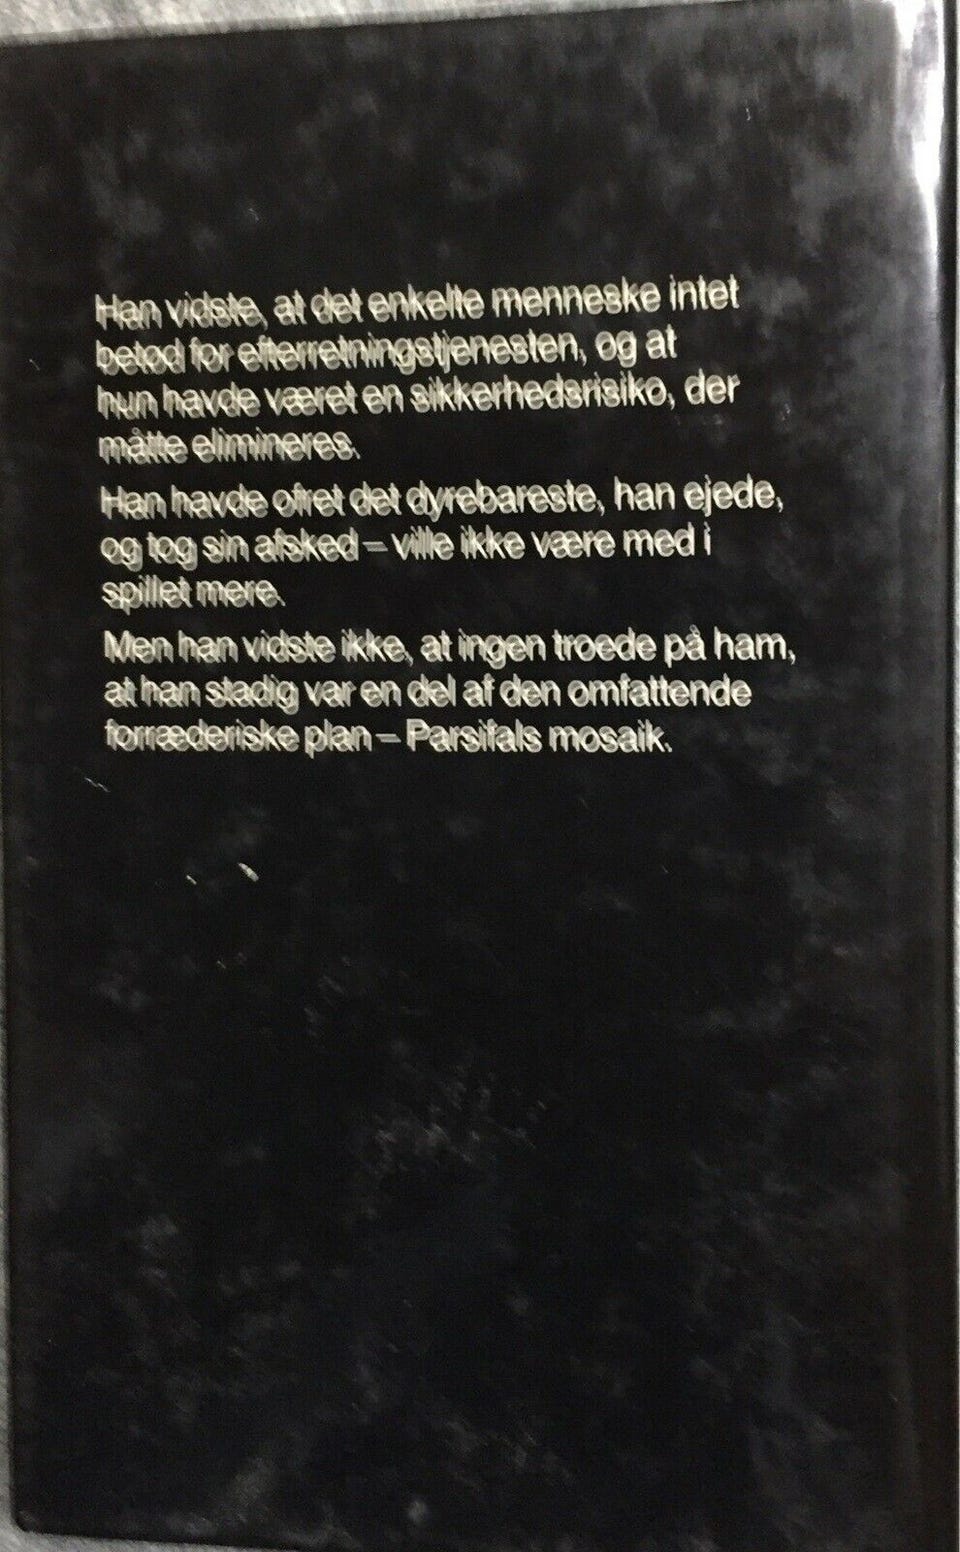 Han vidste, at det enkelte menneske intet
betød for efterretningstjenesten, og at
hun havde været en sikkerhedsrisiko, der
måtte elimineres.
Han havde ofret det dyrebareste, han ejede,
og tog sin afsked – ville ikke være med i
spillet mere.
Men han vidste ikke, at ingen troede på ham,
at han stadig var en del af den omfattende
forræderiske plan – Parsifals mosaik.